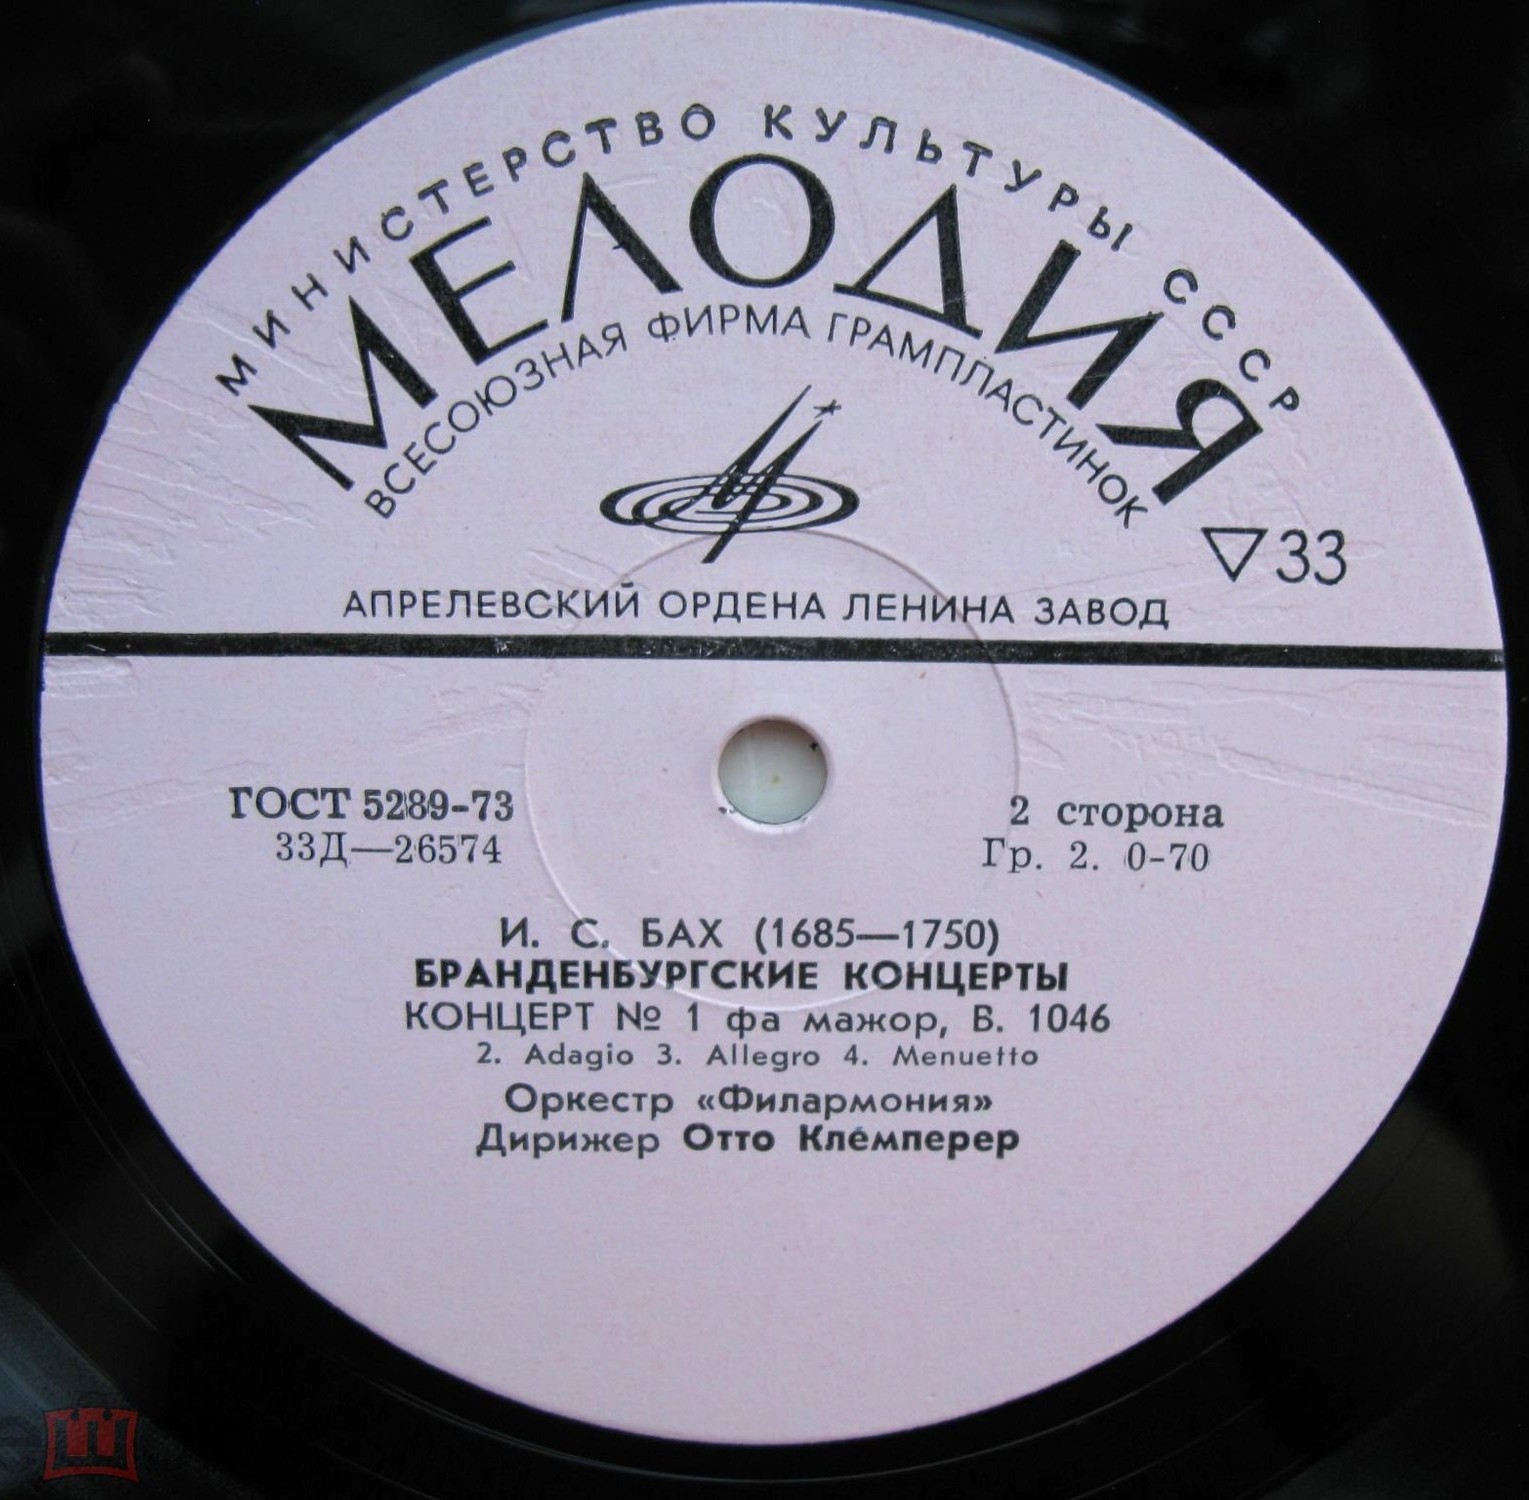 МИНИСТЕРСТВО КУЛЬТУРЫ СССР
МЕЛОДИЯ
ВСЕСОЮЗНАЯ ФИРМА ГРАМПЛАСТИНОК
▽33
АПРЕЛЕВСКИЙ ОРДЕНА ЛЕНИНА ЗАВОД
ГОСТ 5289-73
2 сторона
33Д—26574
Гр. 2. 0-70
И. С. БАХ (1685—1750)
БРАНДЕНБУРГСКИЕ КОНЦЕРТЫ
КОНЦЕРТ № 1 фа мажор, В. 1046
2. Adagio 3. Allegro 4. Menuetto
Оркестр «Филармония»
Дирижер Отто Клемперер